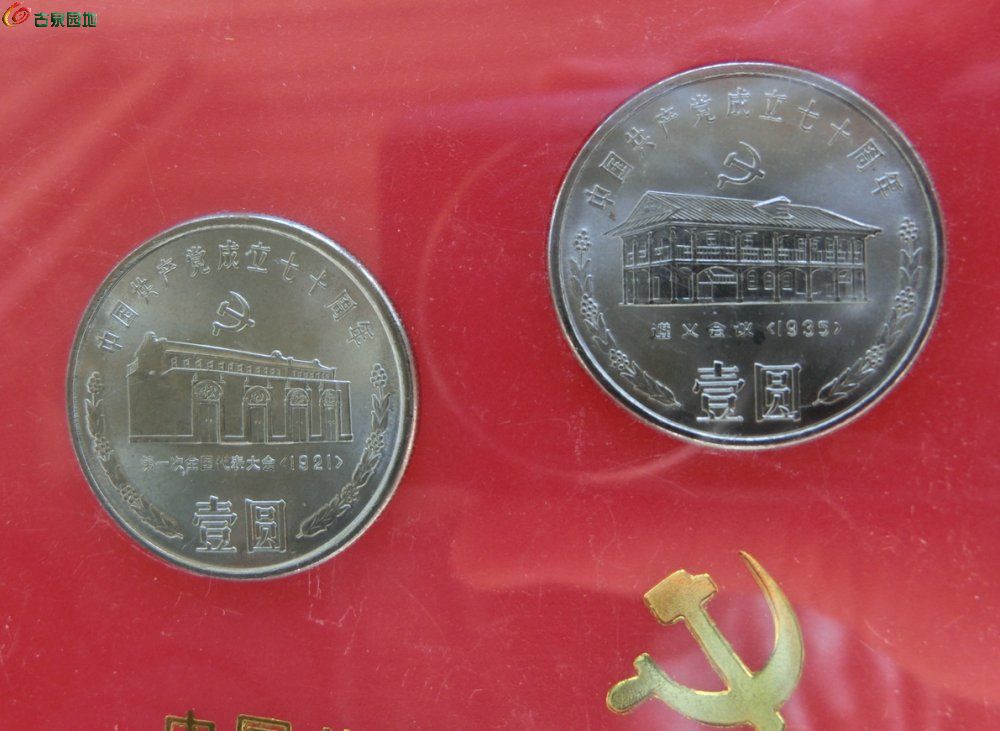 古泉园地
中国共产党成立七十周年
第一次全国代表大会〈1921〉
壹圆
中国共产党成立七十周年
遵义会议〈1935〉
壹圆
中国